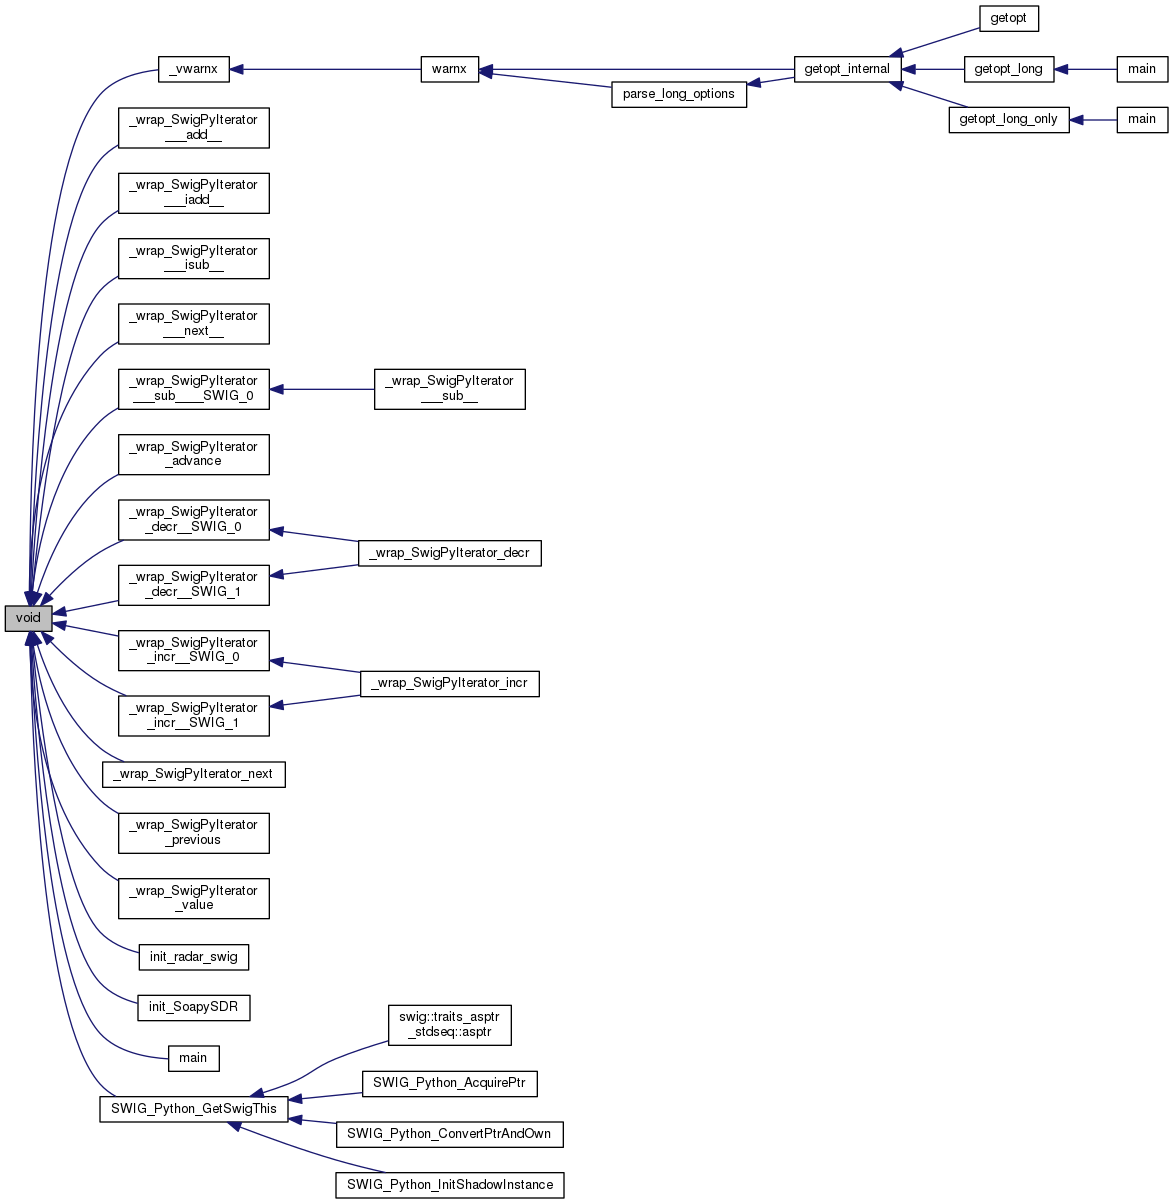 getopt
_vwarnx
warnx
getopt_internal
getopt_long
main
parse_long_options
getopt_long_only
main
_wrap_SwigPyIterator
___add__
_wrap_SwigPyIterator
___iadd__
_wrap_SwigPyIterator
___isub__
_wrap_SwigPyIterator
___next__
_wrap_SwigPyIterator
___sub____SWIG_0
_wrap_SwigPyIterator
___sub__
_wrap_SwigPyIterator
_advance
_wrap_SwigPyIterator
_decr__SWIG_0
_wrap_SwigPyIterator_decr
_wrap_SwigPyIterator
_decr__SWIG_1
void
_wrap_SwigPyIterator
_incr__SWIG_0
_wrap_SwigPyIterator_incr
_wrap_SwigPyIterator
_incr__SWIG_1
_wrap_SwigPyIterator_next
_wrap_SwigPyIterator
_previous
_wrap_SwigPyIterator
_value
init_radar_swig
init_SoapySDR
swig::traits_asptr
_stdseq::asptr
main
SWIG_Python_AcquirePtr
SWIG_Python_GetSwigThis
SWIG_Python_ConvertPtrAndOwn
SWIG_Python_InitShadowInstance